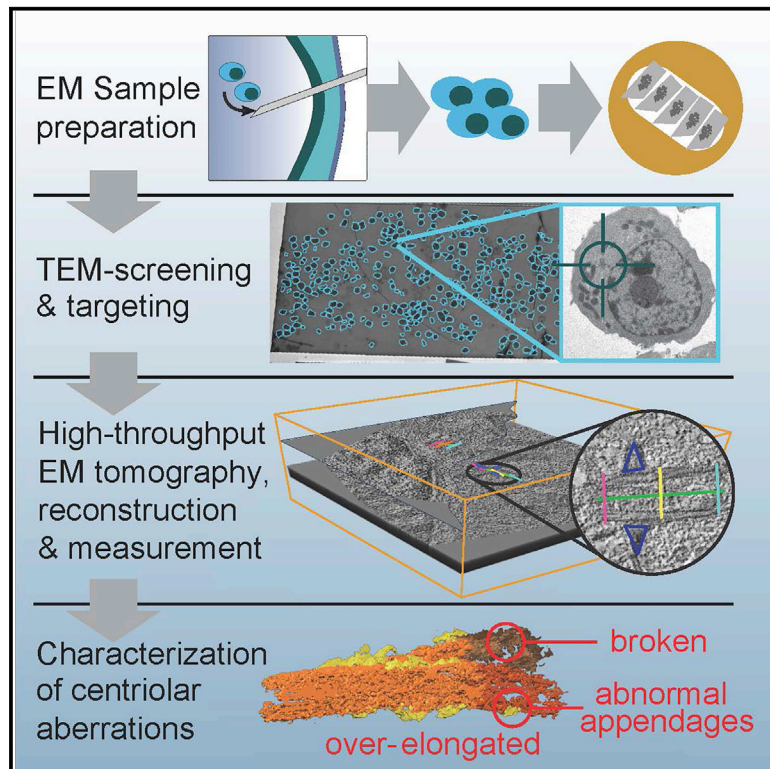 EM Sample
preparation
TEM-screening
& targeting
High-throughput
EM tomography,
reconstruction
& measurement
Characterization
of centriolar
aberrations
broken
abnormal
appendages
over-elongated